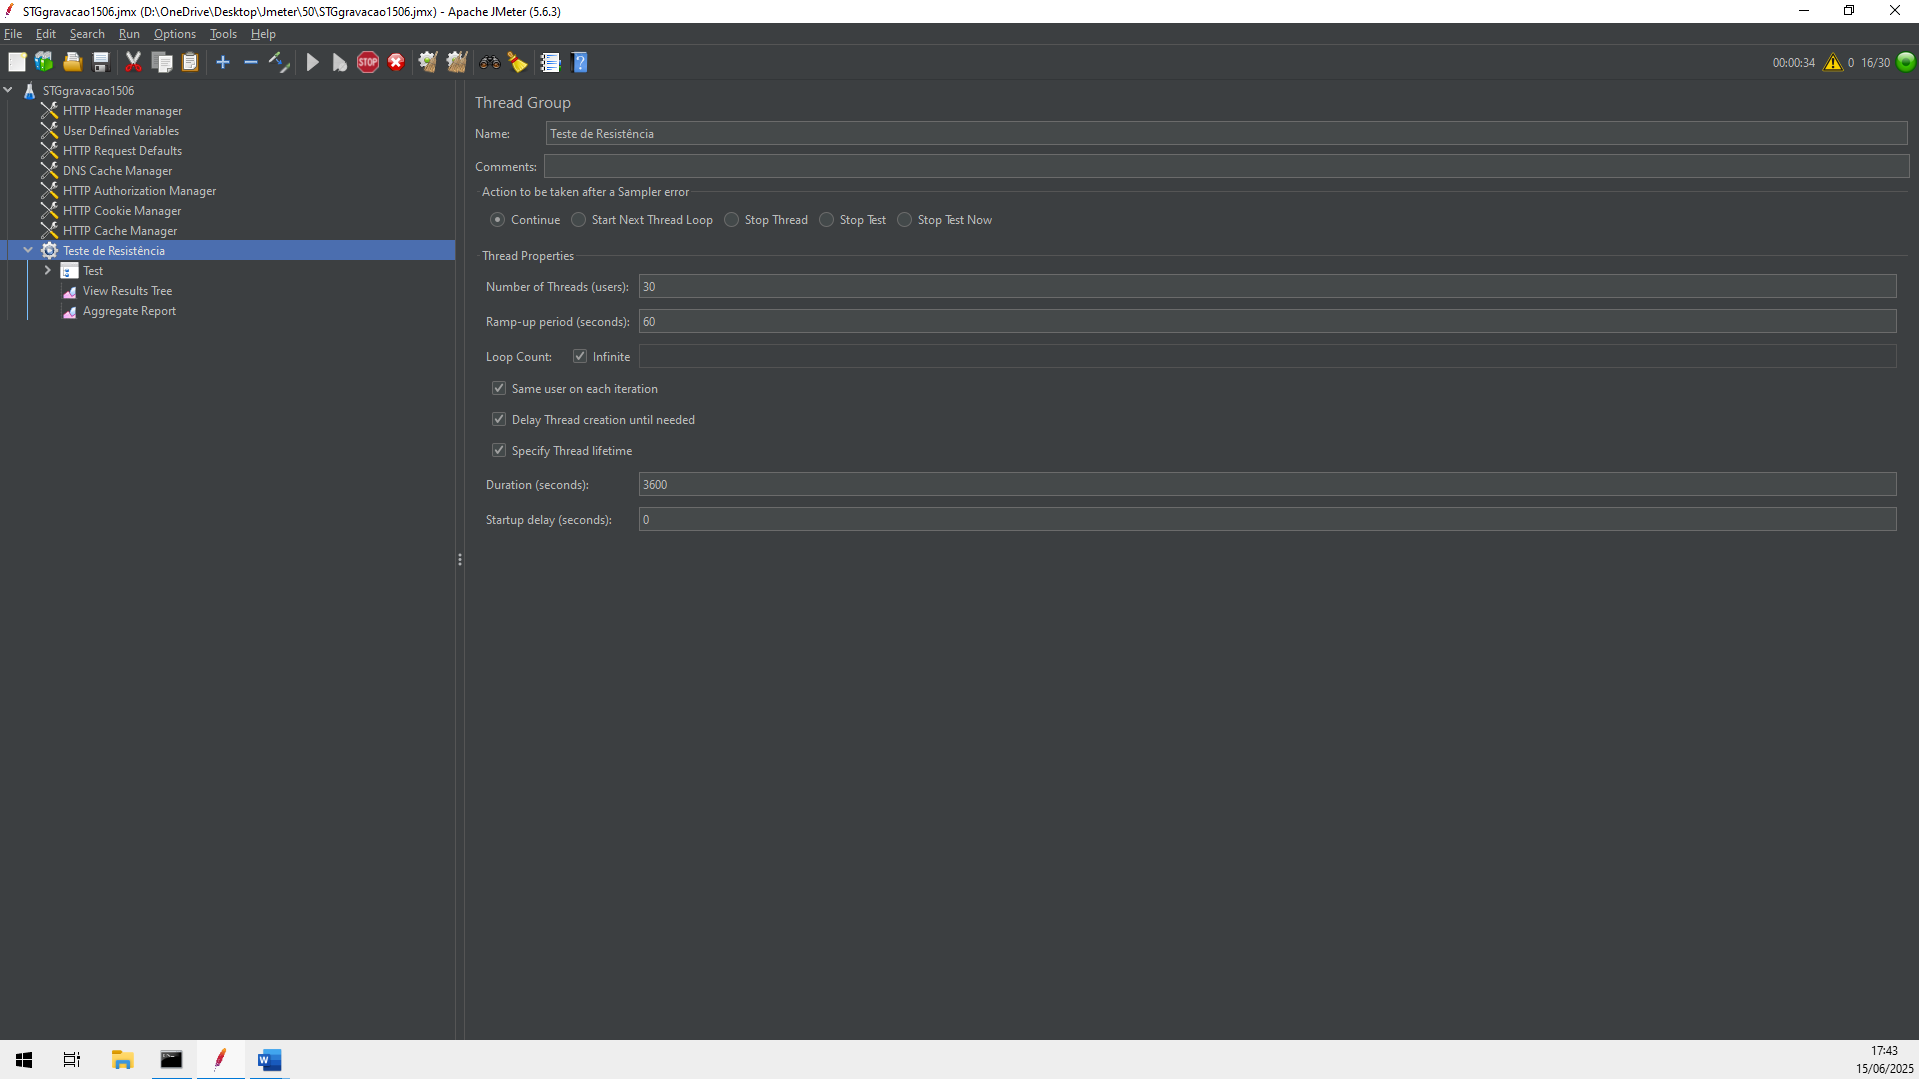 STGgravacao1506.jmx (D:\OneDrive\Desktop\Jmeter\50\STGgravacao1506.jmx) - Apache JMeter (5.6.3)
File Edit Search Run Options Tools Help
STOP
00:00:34 0 16/30
STGgravacao1506
HTTP Header manager
User Defined Variables
HTTP Request Defaults
DNS Cache Manager
HTTP Authorization Manager
HTTP Cookie Manager
HTTP Cache Manager
Teste de Resistência
Test
View Results Tree
Aggregate Report
Thread Group
Name: Teste de Resistência
Comments:
Action to be taken after a Sampler error
Continue Start Next Thread Loop Stop Thread Stop Test Stop Test Now
Thread Properties
Number of Threads (users): 30
Ramp-up period (seconds): 60
Loop Count: Infinite
Same user on each iteration
Delay Thread creation until needed
Specify Thread lifetime
Duration (seconds): 3600
Startup delay (seconds): 0
17:43
15/06/2025